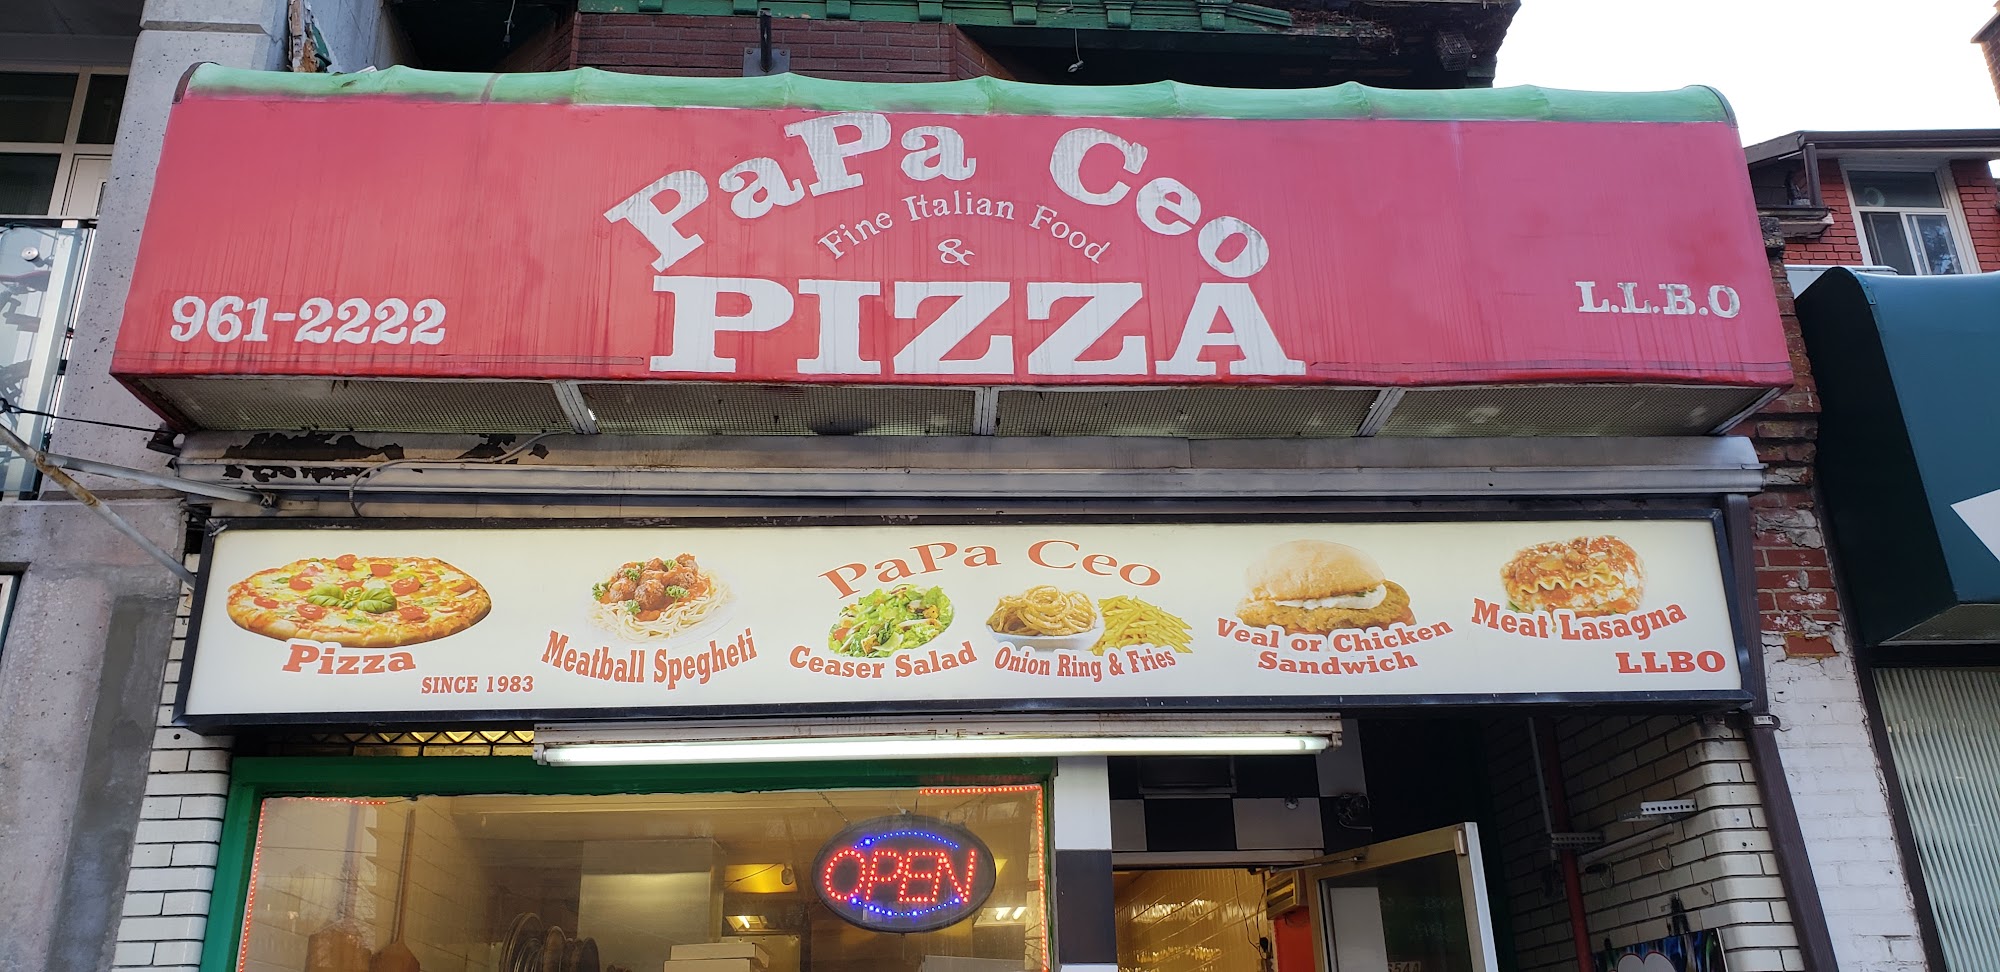 PaPa Ceo
Fine Italian Food
&
PIZZA
961-2222
L.L.B.O
PaPa Ceo
Pizza
SINCE 1983
Meatball Spegheti
Ceaser Salad
Onion Ring & Fries
Veal or Chicken
Sandwich
Meat Lasagna
LLBO
OPEN